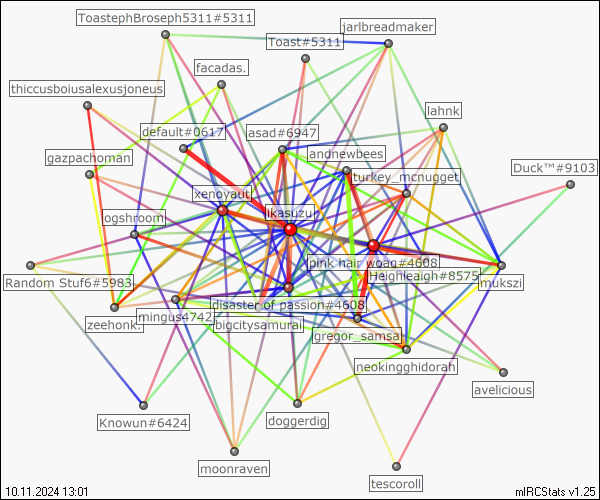 ToastephBroseph5311#5311
jarlbreadmaker
Toast#5311
facadas.
thiccusboiusalexusjoneus
lahnk
default#0617
asad#6947
andnewbees
gazpachoman
Duck™#9103
turkey_mcnugget
xenoyaut
ikasuzu
logshroom
pink hair woag#4608
Heighleaigh#8575
Random Stuf6#5983
mukszi
disaster of passion#4608
zeehonk.
mingus4742
bigcitysamurai
gregor_samsa
neokingghidorah
avelicious
Knowun#6424
doggerdig
moonraven
tescoroll
10.11.2024 13:01
mIRCStats v1.25